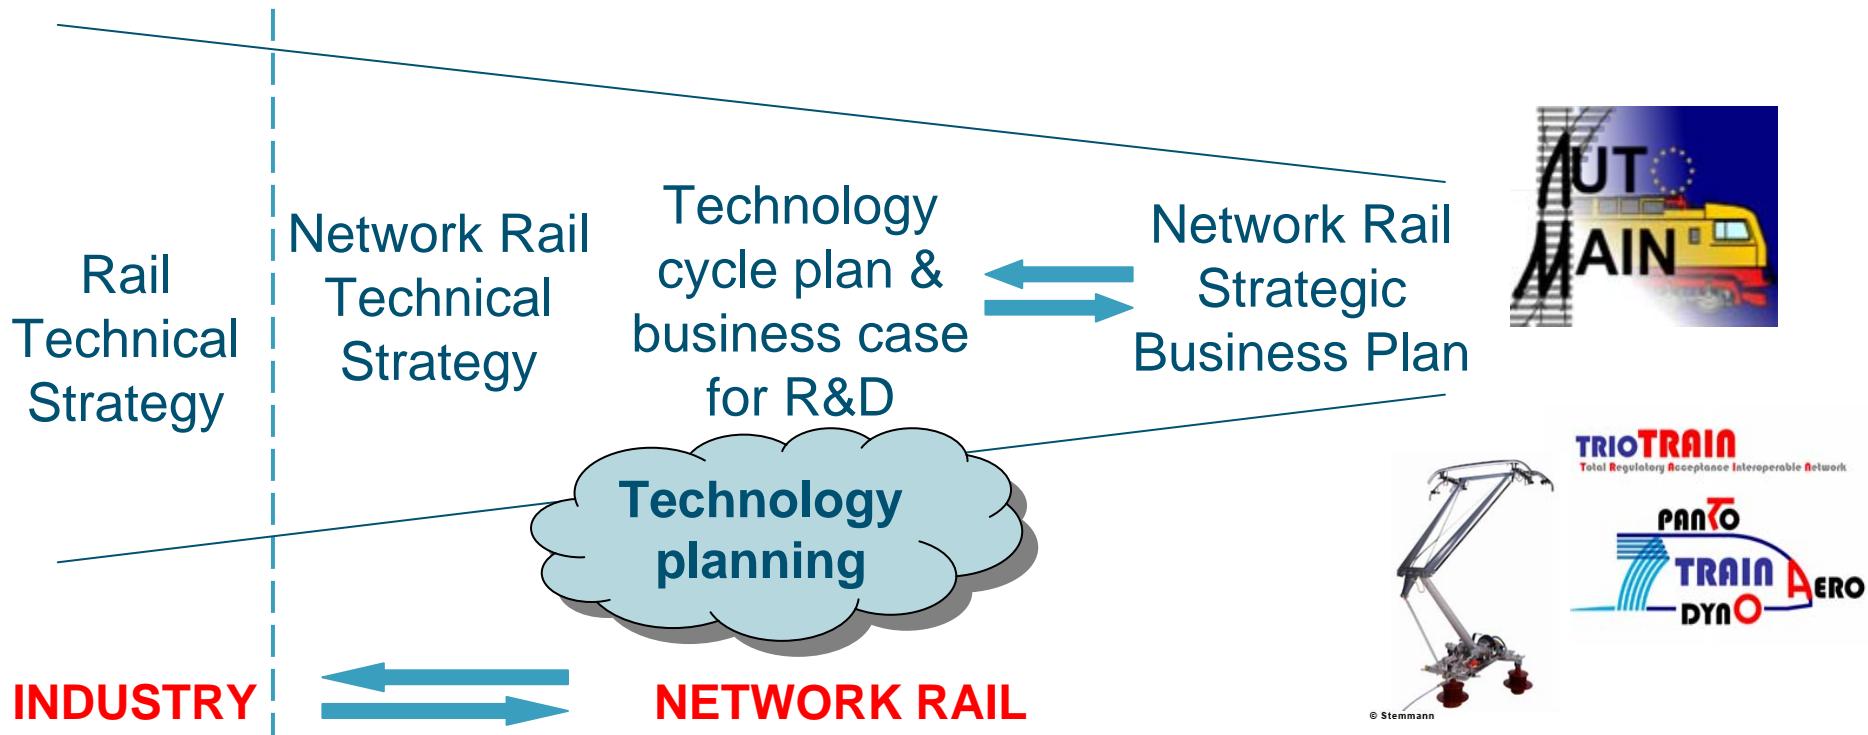 Rail
Technical
Strategy
Network Rail
Technical
Strategy
Technology
cycle plan &
business case
for R&D
Network Rail
Strategic
Business Plan
Technology
planning
INDUSTRY
NETWORK RAIL
AUTO
MAIN
TRIOTRAIN
Total Regulatory Acceptance Interoperable Network
PANTO
TRAIN
DYNO
AERO
© Stemmann